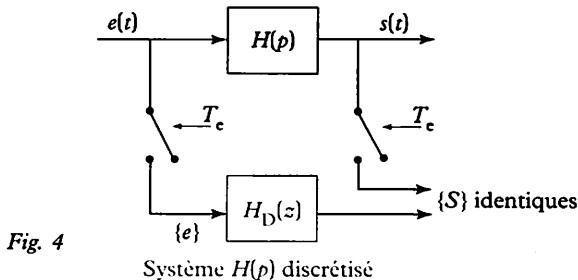 e(t) H(p) s(t)
T_e T_e
{S} identiques
{e} H_D(z)
Fig. 4
Système H(p) discrétisé